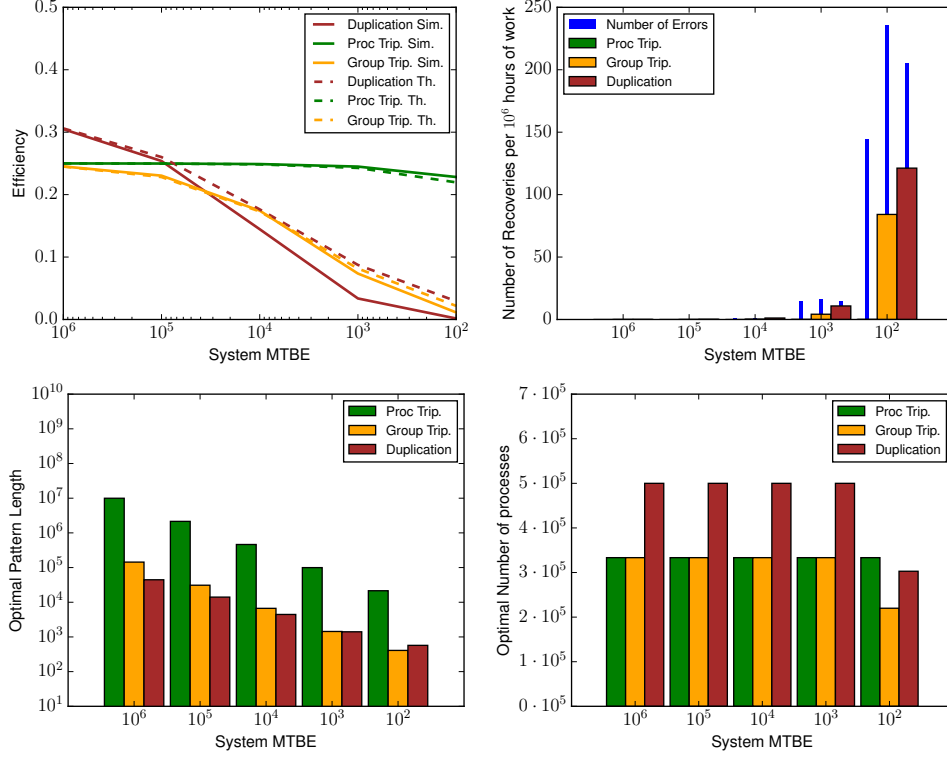 0.5
0.4
0.3
0.2
0.1
0.0
Efficiency
10^6
10^5
10^4
10^3
10^2
System MTBE
Duplication Sim.
Proc Trip. Sim.
Group Trip. Sim.
Duplication Th.
Proc Trip. Th.
Group Trip. Th.
250
200
150
100
50
0
Number of Recoveries per 10^6 hours of work
10^6
10^5
10^4
10^3
10^2
System MTBE
Number of Errors
Proc Trip.
Group Trip.
Duplication
10^10
10^9
10^8
10^7
10^6
10^5
10^4
10^3
10^2
10^1
Optimal Pattern Length
10^6
10^5
10^4
10^3
10^2
System MTBE
Proc Trip.
Group Trip.
Duplication
7 · 10^5
6 · 10^5
5 · 10^5
4 · 10^5
3 · 10^5
2 · 10^5
1 · 10^5
0 · 10^5
Optimal Number of processes
10^6
10^5
10^4
10^3
10^2
System MTBE
Proc Trip.
Group Trip.
Duplication